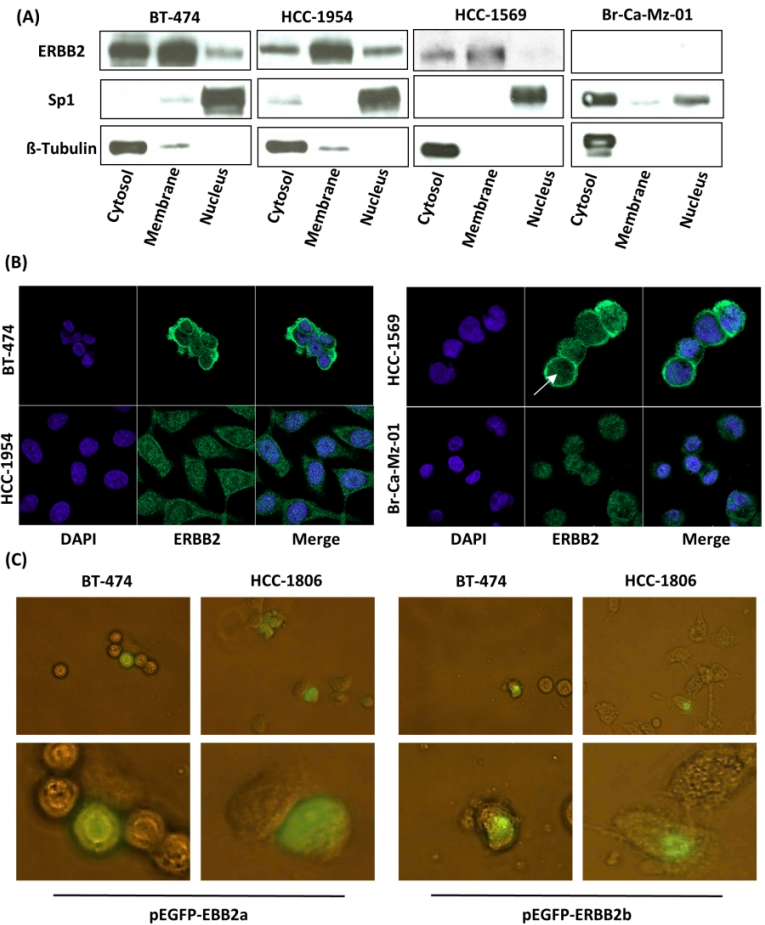 (A)
BT-474 HCC-1954 HCC-1569 Br-Ca-Mz-01
ERBB2
Sp1
ß-Tubulin
Cytosol Membrane Nucleus Cytosol Membrane Nucleus Cytosol Membrane Nucleus Cytosol Membrane Nucleus
(B)
BT-474 HCC-1569
HCC-1954 Br-Ca-Mz-01
DAPI ERBB2 Merge DAPI ERBB2 Merge
(C)
BT-474 HCC-1806 BT-474 HCC-1806
pEGFP-EBB2a pEGFP-ERBB2b